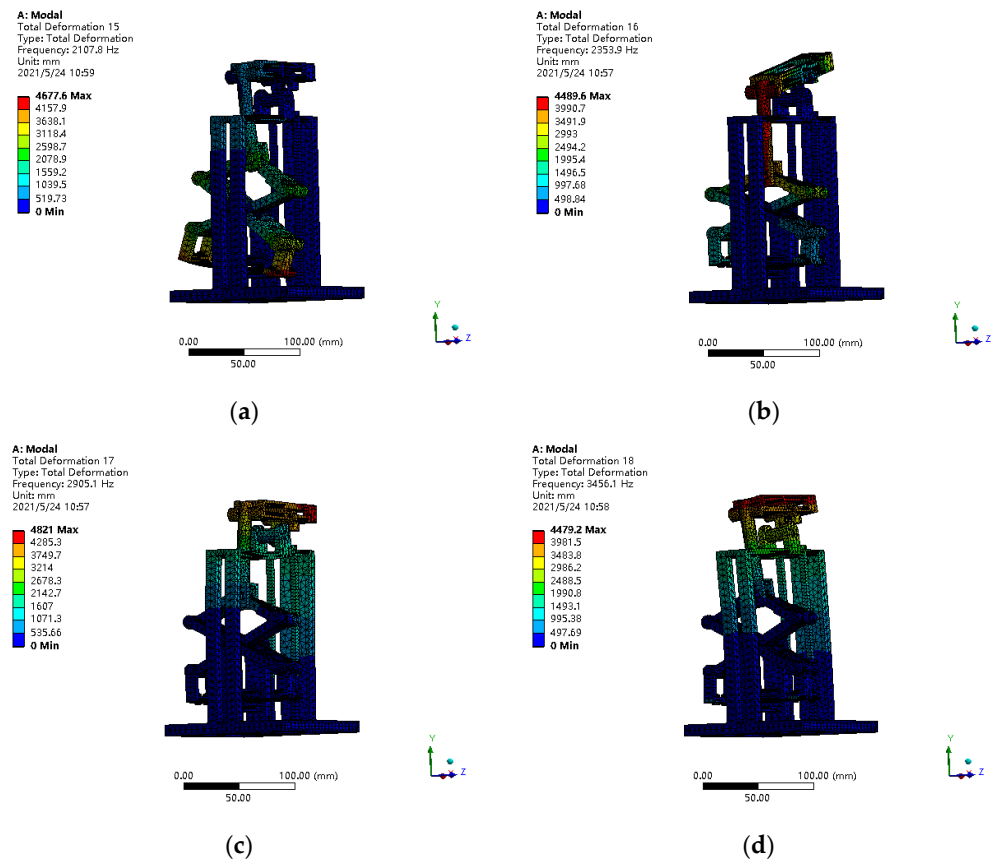 A: Modal
Total Deformation 15
Type: Total Deformation
Frequency: 2107.8 Hz
Unit: mm
2021/5/24 10:59
4677.6 Max
4157.9
3638.1
3118.4
2598.7
2078.9
1559.2
1039.5
519.73
0 Min
0.00
100.00 (mm)
50.00
Y
Z
(a)
A: Modal
Total Deformation 16
Type: Total Deformation
Frequency: 2353.9 Hz
Unit: mm
2021/5/24 10:57
4489.6 Max
3990.7
3491.9
2993
2494.2
1995.4
1496.5
997.68
498.84
0 Min
0.00
100.00 (mm)
50.00
Y
Z
(b)
A: Modal
Total Deformation 17
Type: Total Deformation
Frequency: 2905.1 Hz
Unit: mm
2021/5/24 10:57
4821 Max
4285.3
3749.7
3214
2678.3
2142.7
1607
1071.3
535.66
0 Min
0.00
100.00 (mm)
50.00
Y
Z
(c)
A: Modal
Total Deformation 18
Type: Total Deformation
Frequency: 3456.1 Hz
Unit: mm
2021/5/24 10:58
4479.2 Max
3981.5
3483.8
2986.2
2488.5
1990.8
1493.1
995.38
497.69
0 Min
0.00
100.00 (mm)
50.00
Y
Z
(d)